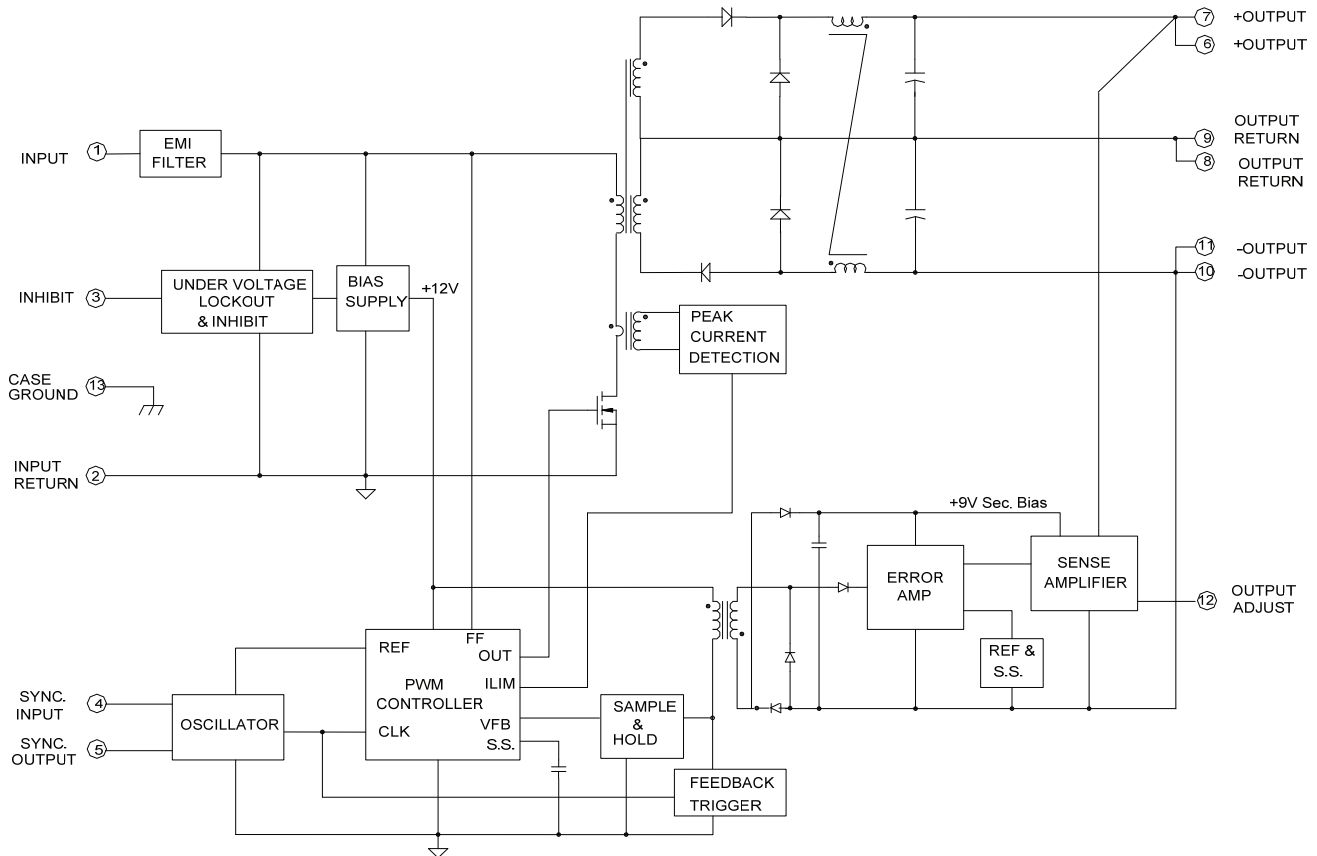 7
+OUTPUT
6
+OUTPUT
OUTPUT
RETURN
9
8
OUTPUT
RETURN
11
-OUTPUT
10
-OUTPUT
INPUT
1
EMI
FILTER
INHIBIT
3
UNDER VOLTAGE
LOCKOUT
& INHIBIT
BIAS
SUPPLY
+12V
PEAK
CURRENT
DETECTION
CASE
GROUND
13
INPUT
RETURN
2
+9V Sec. Bias
ERROR
AMP
SENSE
AMPLIFIER
12
OUTPUT
ADJUST
REF &
S.S.
FF
REF
OUT
PWM
CONTROLLER
ILIM
VFB
CLK
S.S.
SAMPLE
&
HOLD
FEEDBACK
TRIGGER
SYNC.
INPUT
4
OSCILLATOR
SYNC.
OUTPUT
5